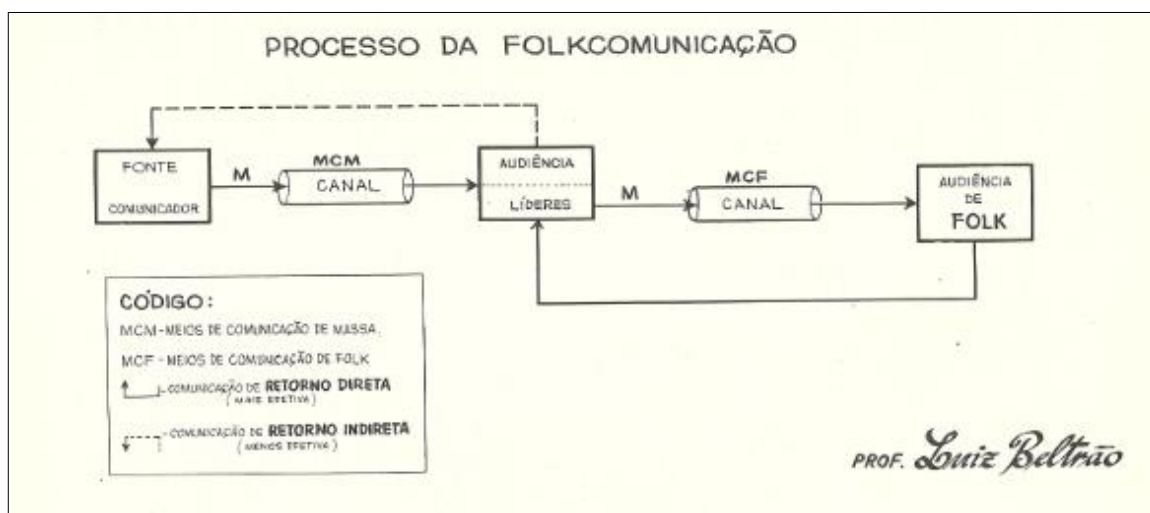 PROCESSO DA FOLKCOMUNICAÇÃO
FONTE
COMUNICADOR
M
MCM
CANAL
AUDIÊNCIA
LÍDERES
M
MCF
CANAL
AUDIÊNCIA
DE
FOLK
CÓDIGO:
MCM-MEIOS DE COMUNICAÇÃO DE MASSA.
MCF-MEIOS DE COMUNICAÇÃO DE FOLK
-COMUNICAÇÃO DE RETORNO DIRETA
(MAIS EFETIVA)
-COMUNICAÇÃO DE RETORNO INDIRETA
(MENOS EFETIVA)
PROF. Luiz Beltrão